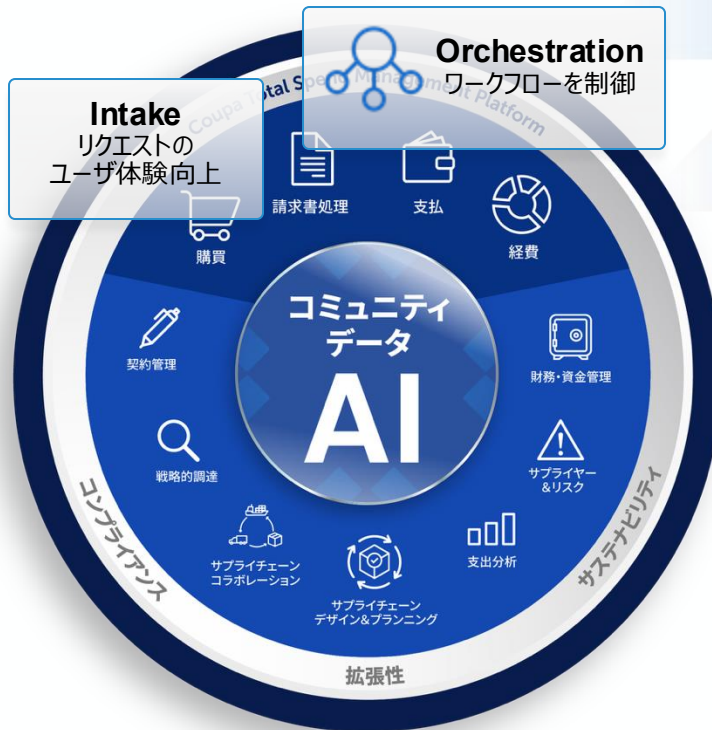 Orchestration
ワークフローを制御
Intake
リクエストの
ユーザ体験向上
Coupa Total Spend Management Platform
請求書処理
支払
購買
経費
コミュニティ
データ
AI
契約管理
財務・資金管理
戦略的調達
サプライヤー
&リスク
サプライチェーン
コラボレーション
支出分析
サプライチェーン
デザイン&プランニング
コンプライアンス
サステナビリティ
拡張性